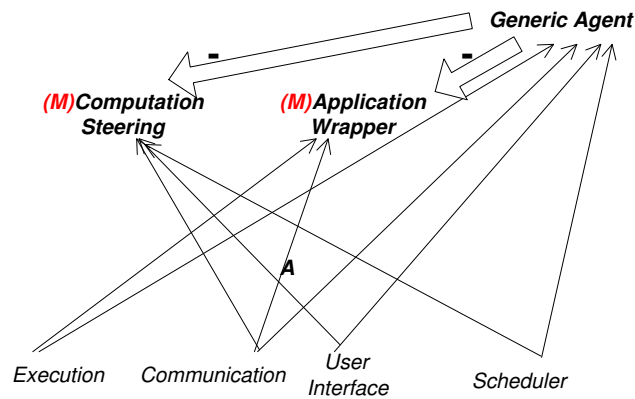 Generic Agent
-
-
(M)Computation
Steering
(M)Application
Wrapper
A
Execution
Communication
User
Interface
Scheduler